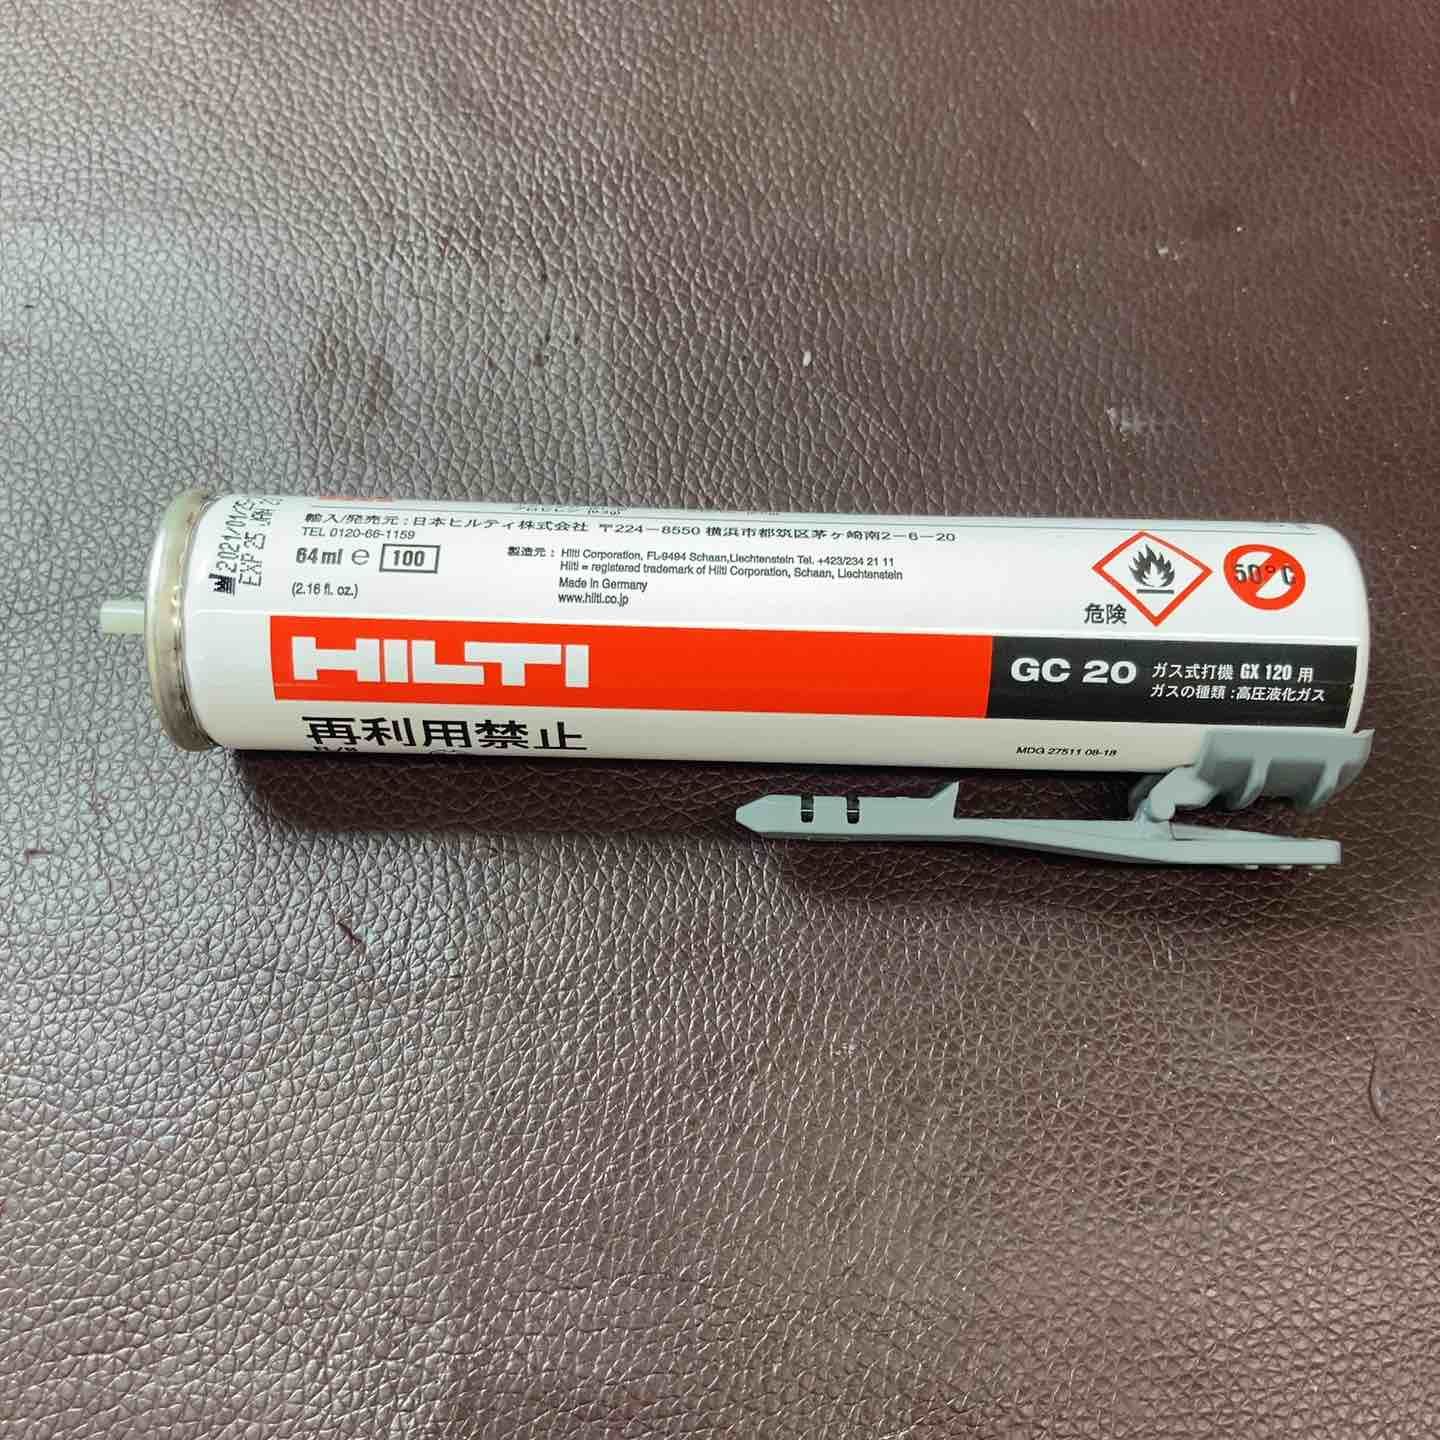 2021/01/25
EXP 25 JAN 23
輸入/発売元:日本ヒルティ株式会社 〒224-8550 横浜市都筑区茅ヶ崎南2-6-20
TEL 0120-66-1159
64ml e 100
(2.16 fl. oz.)
製造元: Hilti Corporation, FL-9494 Schaan,Liechtenstein Tel. +423/234 21 11
Hilti = registered trademark of Hilti Corporation, Schaan, Liechtenstein
Made in Germany
www.hilti.co.jp
危険
50°C
HILTI
GC 20
ガス式打機 GX 120 用
ガスの種類:高圧液化ガス
再利用禁止
MDG 27511 08-18